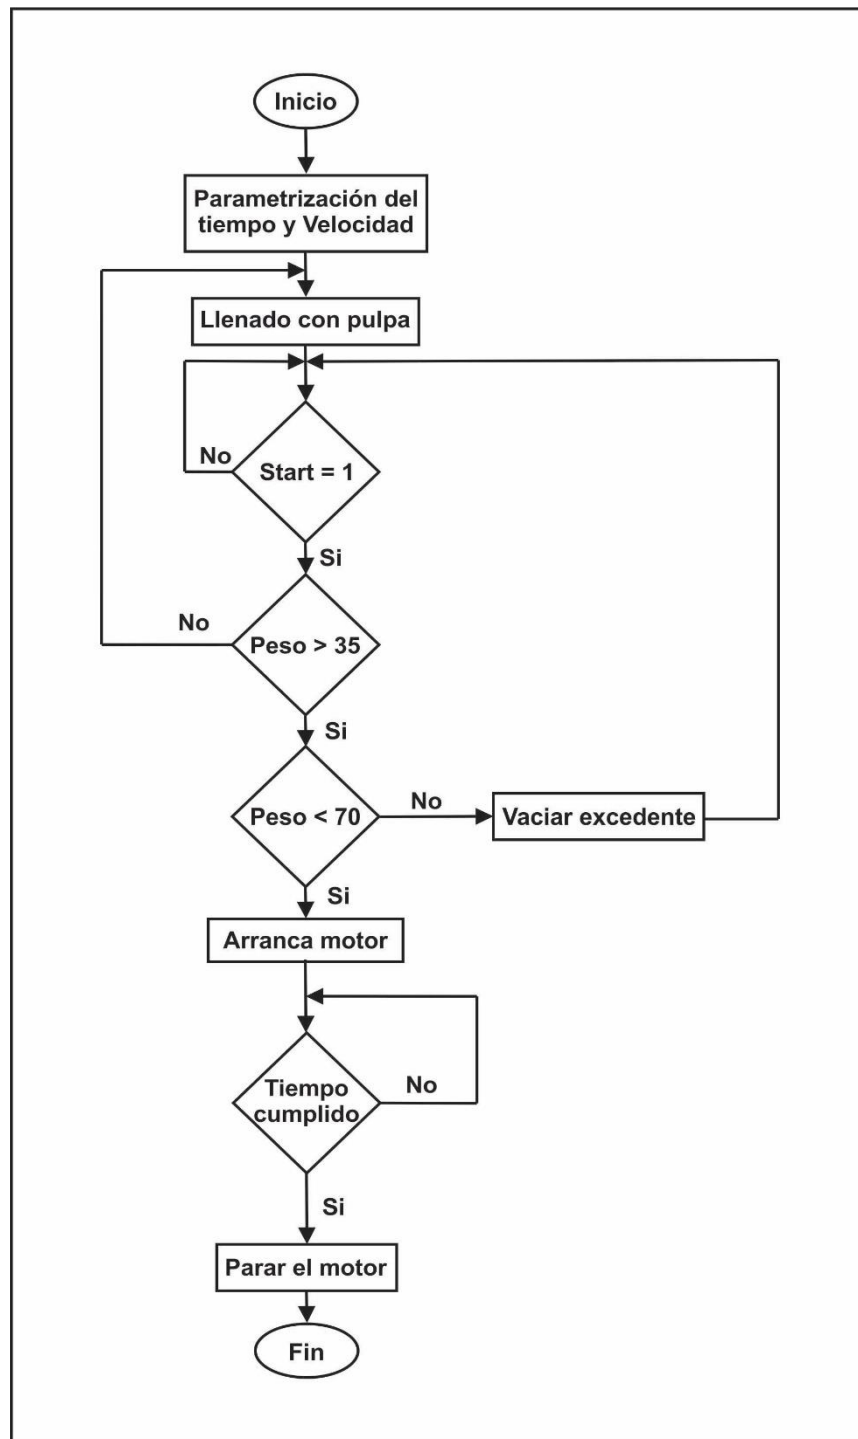 Inicio
Parametrización del
tiempo y Velocidad
Llenado con pulpa
No
Start = 1
Si
No
Peso > 35
Si
Peso < 70
No
Vaciar excedente
Si
Arranca motor
Tiempo
cumplido
No
Si
Parar el motor
Fin